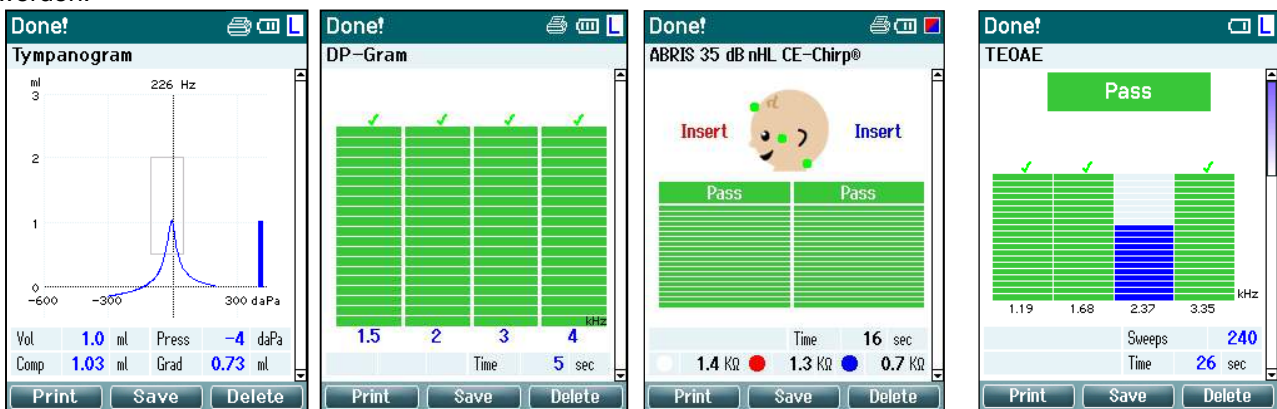 werden.
Done! L
Tympanogram
226 Hz
ml
3
2
1
0
-600 -300 300 daPa
Vol 1.0 ml Press -4 daPa
Comp 1.03 ml Grad 0.73 ml
Print Save Delete
Done! L
DP-Gram
kHz
1.5 2 3 4
Time 5 sec
Print Save Delete
Done!
ABRIS 35 dB nHL CE-Chirp®
Insert Insert
Pass Pass
Time 16 sec
1.4 KΩ 1.3 KΩ 0.7 KΩ
Print Save Delete
Done! L
TEOAE
Pass
kHz
1.19 1.68 2.37 3.35
Sweeps 240
Time 26 sec
Print Save Delete